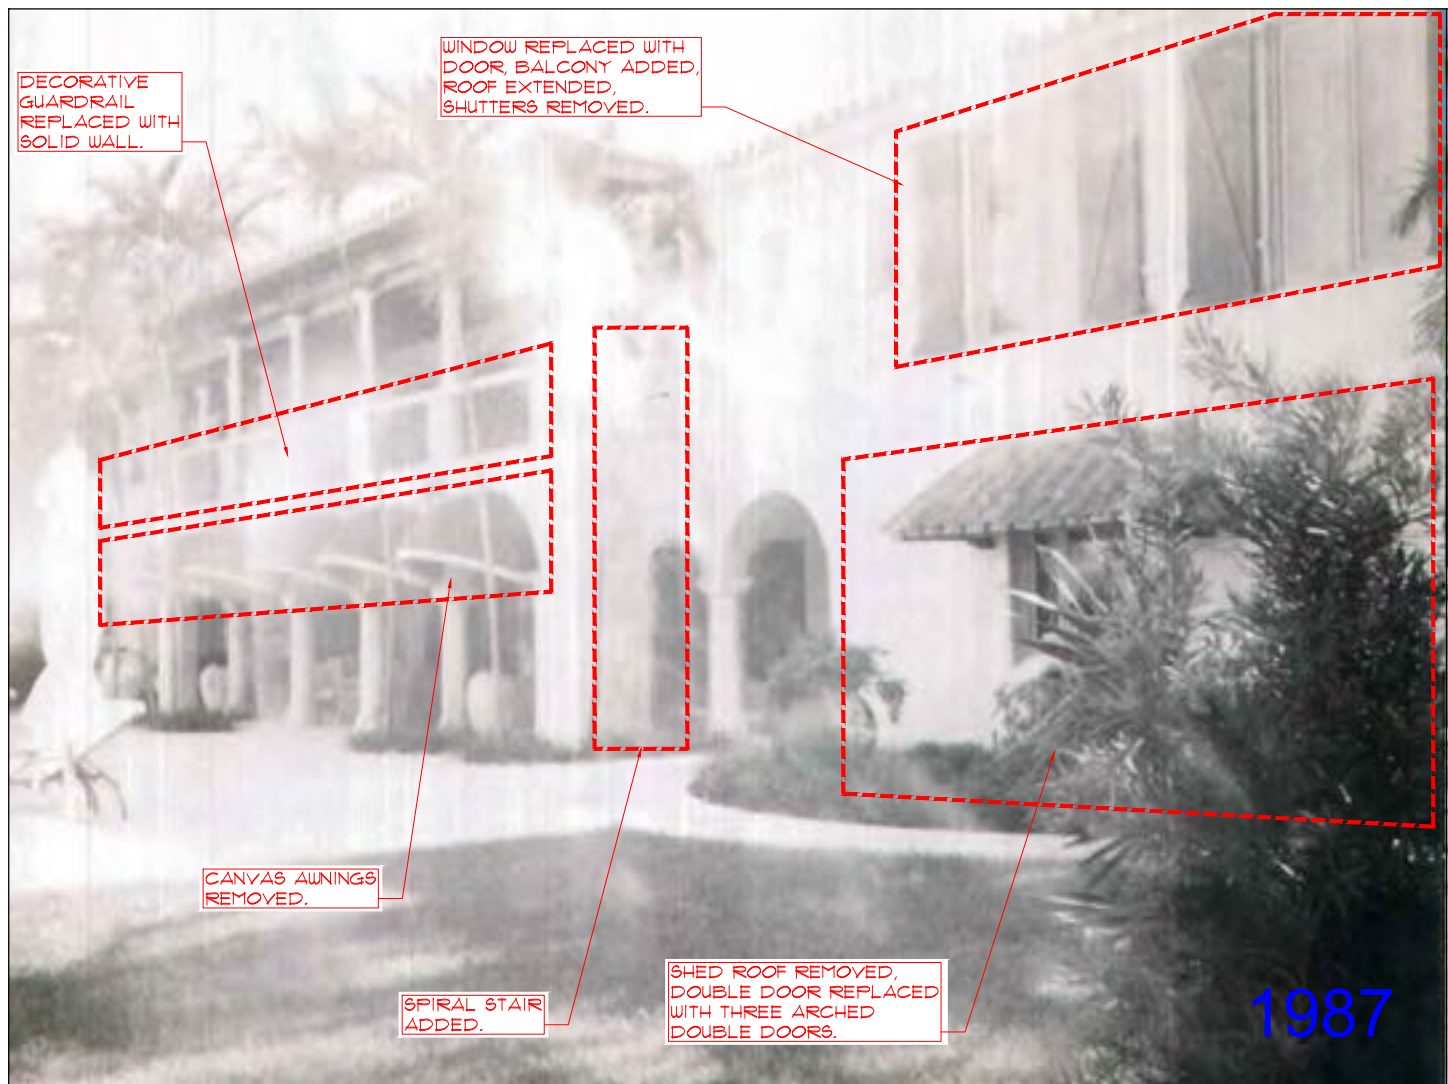 WINDOW REPLACED WITH
DOOR, BALCONY ADDED,
ROOF EXTENDED,
SHUTTERS REMOVED.
DECORATIVE
GUARDRAIL
REPLACED WITH
SOLID WALL.
CANVAS AWNINGS
REMOVED.
SPIRAL STAIR
ADDED.
SHED ROOF REMOVED,
DOUBLE DOOR REPLACED
WITH THREE ARCHED
DOUBLE DOORS.
1987